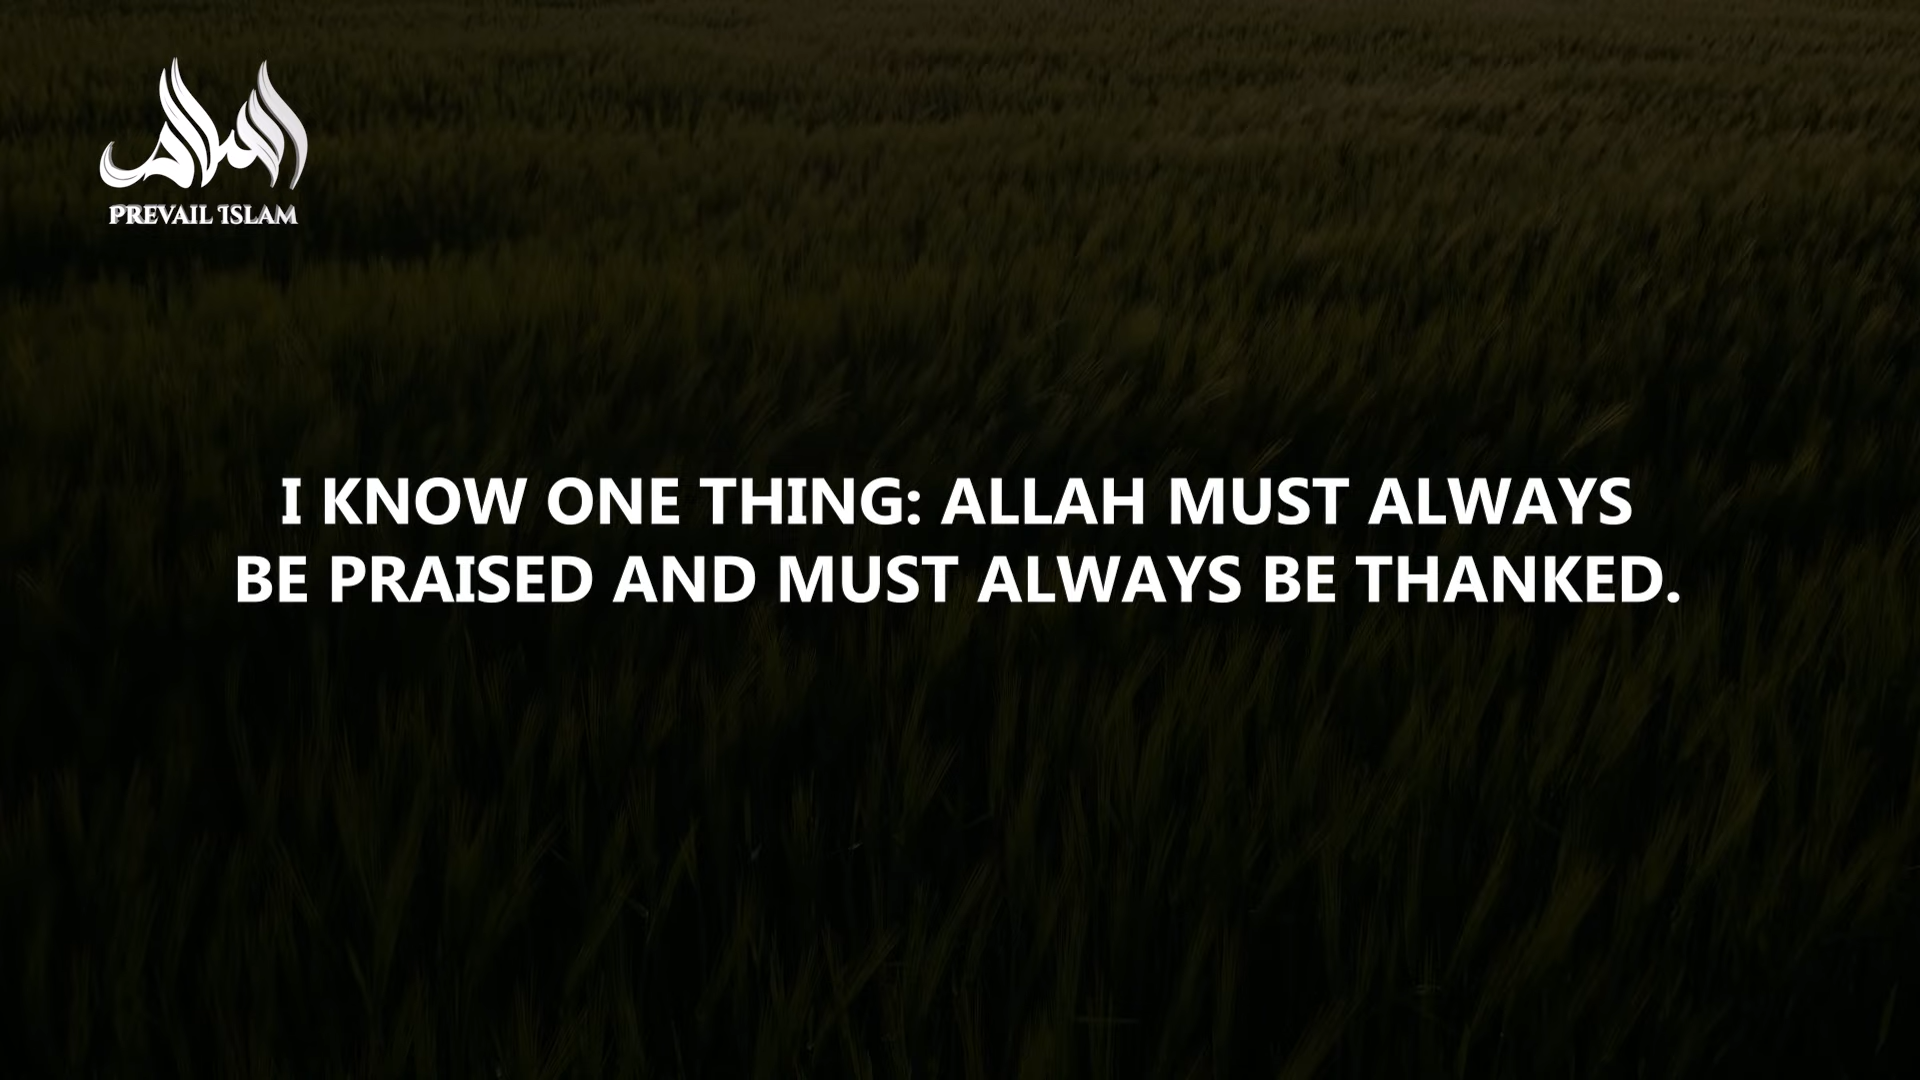 PREVAIL ISLAM
I KNOW ONE THING: ALLAH MUST ALWAYS
BE PRAISED AND MUST ALWAYS BE THANKED.